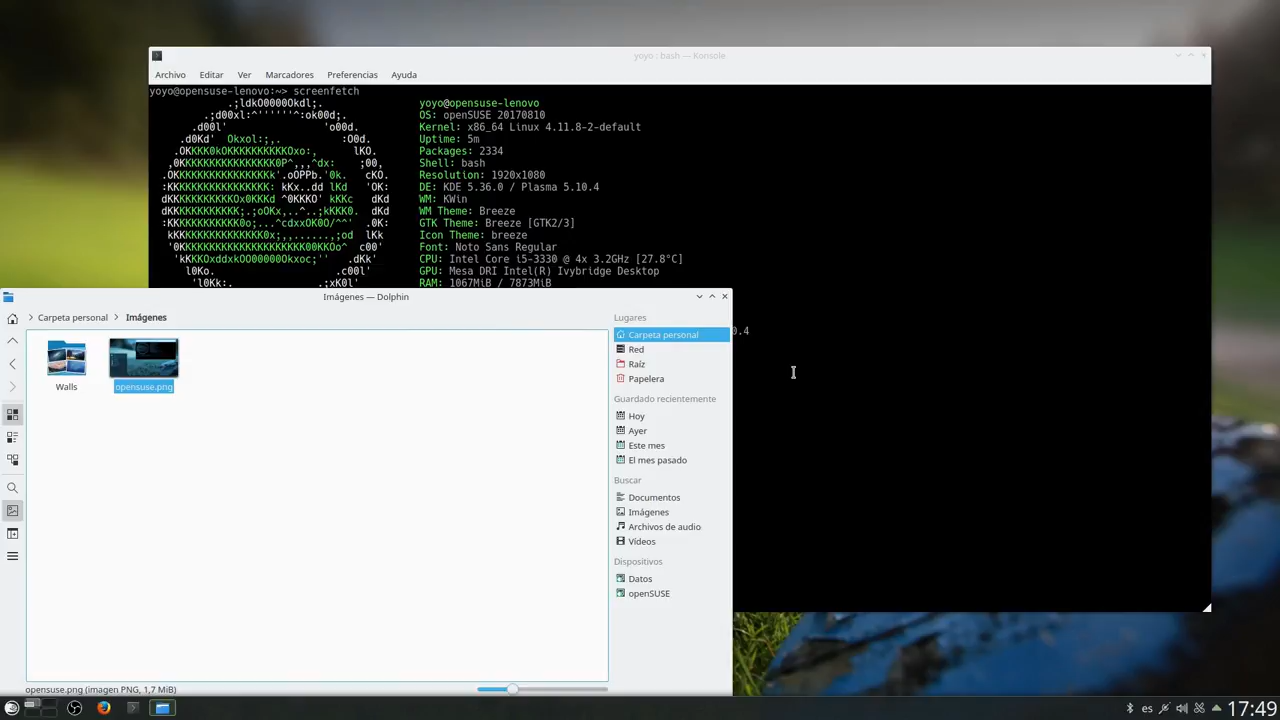 yoyo : bash — Konsole
Archivo Editar Ver Marcadores Preferencias Ayuda
yoyo@opensuse-lenovo:~> screenfetch
yoyo@opensuse-lenovo
OS: openSUSE 20170810
Kernel: x86_64 Linux 4.11.8-2-default
Uptime: 5m
Packages: 2334
Shell: bash
Resolution: 1920x1080
DE: KDE 5.36.0 / Plasma 5.10.4
WM: KWin
WM Theme: Breeze
GTK Theme: Breeze [GTK2/3]
Icon Theme: breeze
Font: Noto Sans Regular
CPU: Intel Core i5-3330 @ 4x 3.2GHz [27.8°C]
GPU: Mesa DRI Intel(R) Ivybridge Desktop
RAM: 1067MiB / 7873MiB
0.4
Imágenes — Dolphin
Carpeta personal > Imágenes
Walls
opensuse.png
Lugares
Carpeta personal
Red
Raíz
Papelera
Guardado recientemente
Hoy
Ayer
Este mes
El mes pasado
Buscar
Documentos
Imágenes
Archivos de audio
Vídeos
Dispositivos
Datos
openSUSE
opensuse.png (imagen PNG, 1,7 MiB)
es
17:49